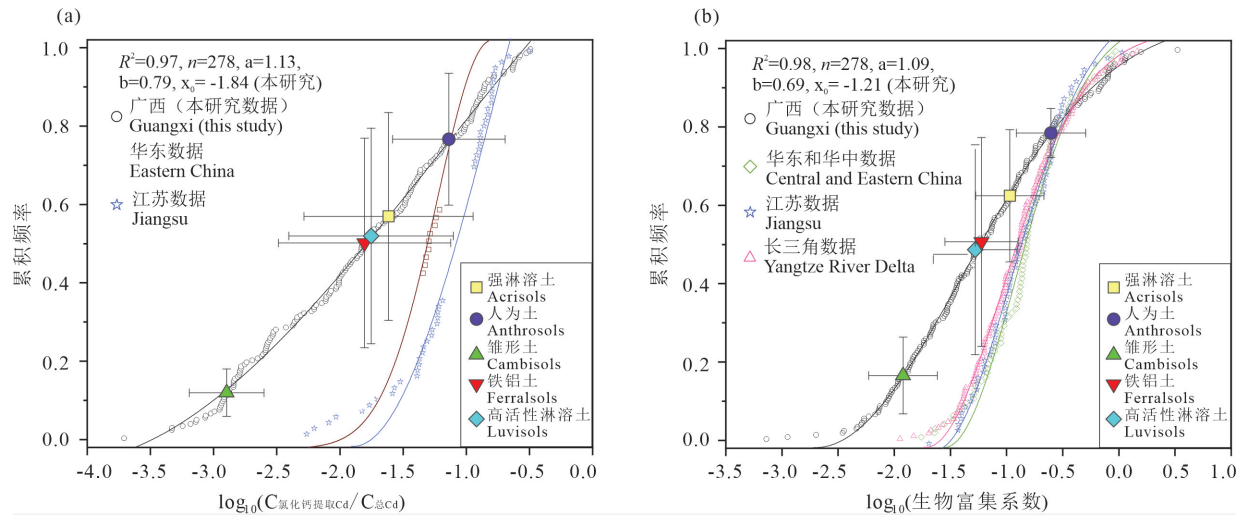 (a)
R²=0.97, n=278, a=1.13,
b=0.79, x₀= -1.84 (本研究)
广西（本研究数据）
Guangxi (this study)
华东数据
Eastern China
江苏数据
Jiangsu
强淋溶土
Acrisols
人为土
Anthrosols
雏形土
Cambisols
铁铝土
Ferralsols
高活性淋溶土
Luvisols
累积频率
1.0
0.8
0.6
0.4
0.2
0.0
-4.0 -3.5 -3.0 -2.5 -2.0 -1.5 -1.0 -0.5 0.0
log₁₀(C氯化钙提取Cd/C总Cd)
(b)
R²=0.98, n=278, a=1.09,
b=0.69, x₀= -1.21 (本研究)
广西（本研究数据）
Guangxi (this study)
华东和华中数据
Central and Eastern China
江苏数据
Jiangsu
长三角数据
Yangtze River Delta
强淋溶土
Acrisols
人为土
Anthrosols
雏形土
Cambisols
铁铝土
Ferralsols
高活性淋溶土
Luvisols
累积频率
1.0
0.8
0.6
0.4
0.2
0.0
-3.5 -3.0 -2.5 -2.0 -1.5 -1.0 -0.5 0.0 0.5 1.0
log₁₀(生物富集系数)